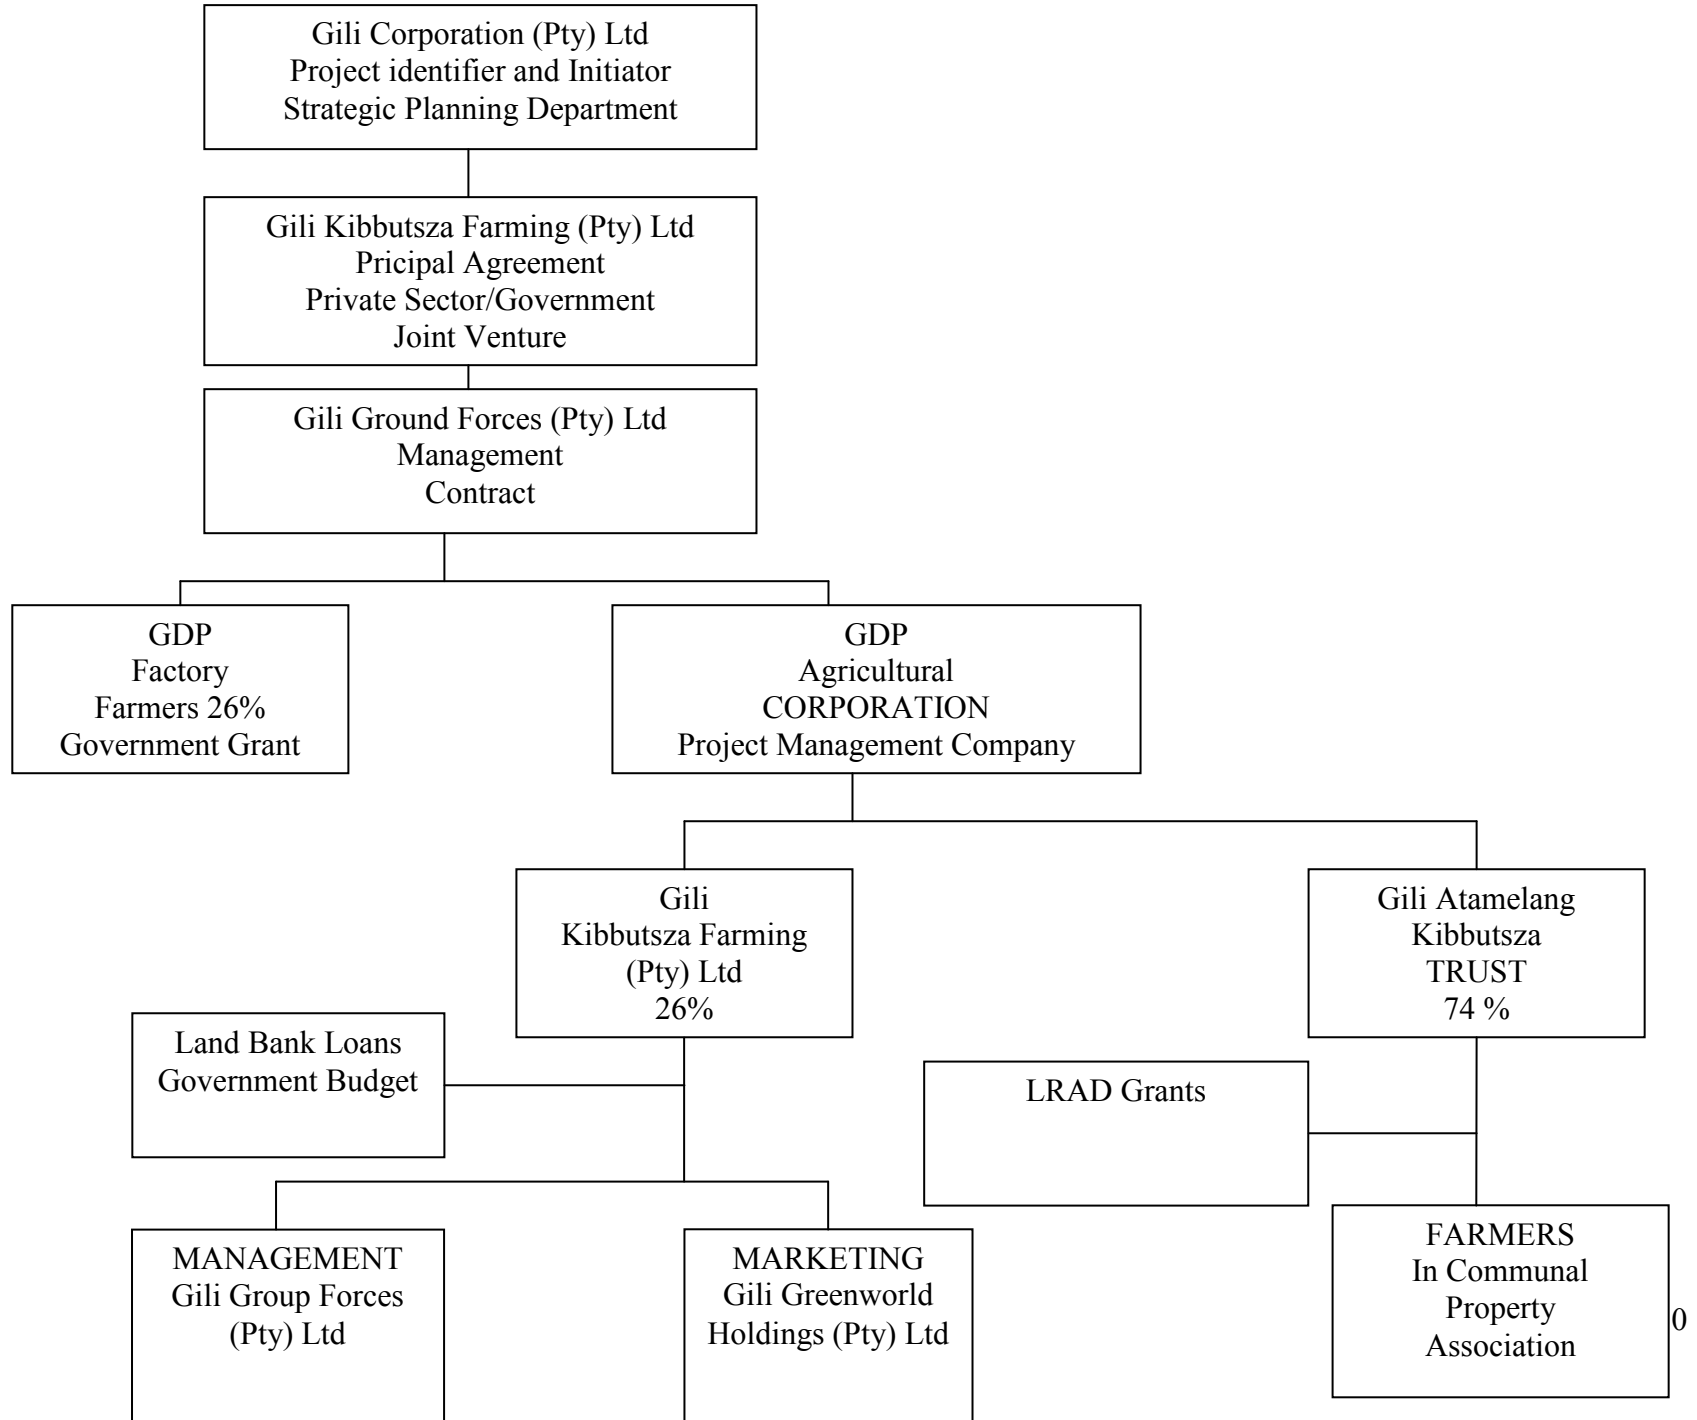 Gili Corporation (Pty) Ltd
Project identifier and Initiator
Strategic Planning Department
Gili Kibbutsza Farming (Pty) Ltd
Pricipal Agreement
Private Sector/Government
Joint Venture
Gili Ground Forces (Pty) Ltd
Management
Contract
GDP
Factory
Farmers 26%
Government Grant
GDP
Agricultural
CORPORATION
Project Management Company
Gili
Kibbutsza Farming
(Pty) Ltd
26%
Gili Atamelang
Kibbutsza
TRUST
74 %
Land Bank Loans
Government Budget
LRAD Grants
MANAGEMENT
Gili Group Forces
(Pty) Ltd
MARKETING
Gili Greenworld
Holdings (Pty) Ltd
FARMERS
In Communal
Property
Association
0